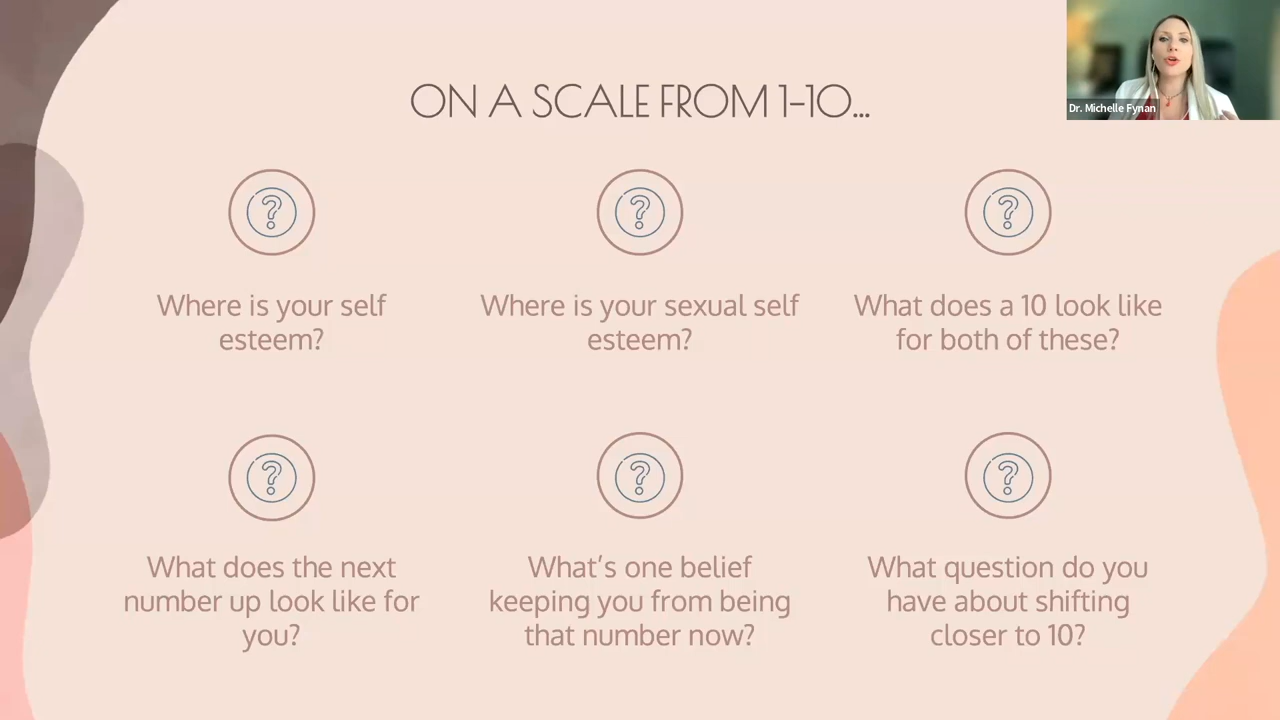 ON A SCALE FROM 1-10...
Dr. Michelle Fynan
Where is your self
esteem?
Where is your sexual self
esteem?
What does a 10 look like
for both of these?
What does the next
number up look like for
you?
What’s one belief
keeping you from being
that number now?
What question do you
have about shifting
closer to 10?